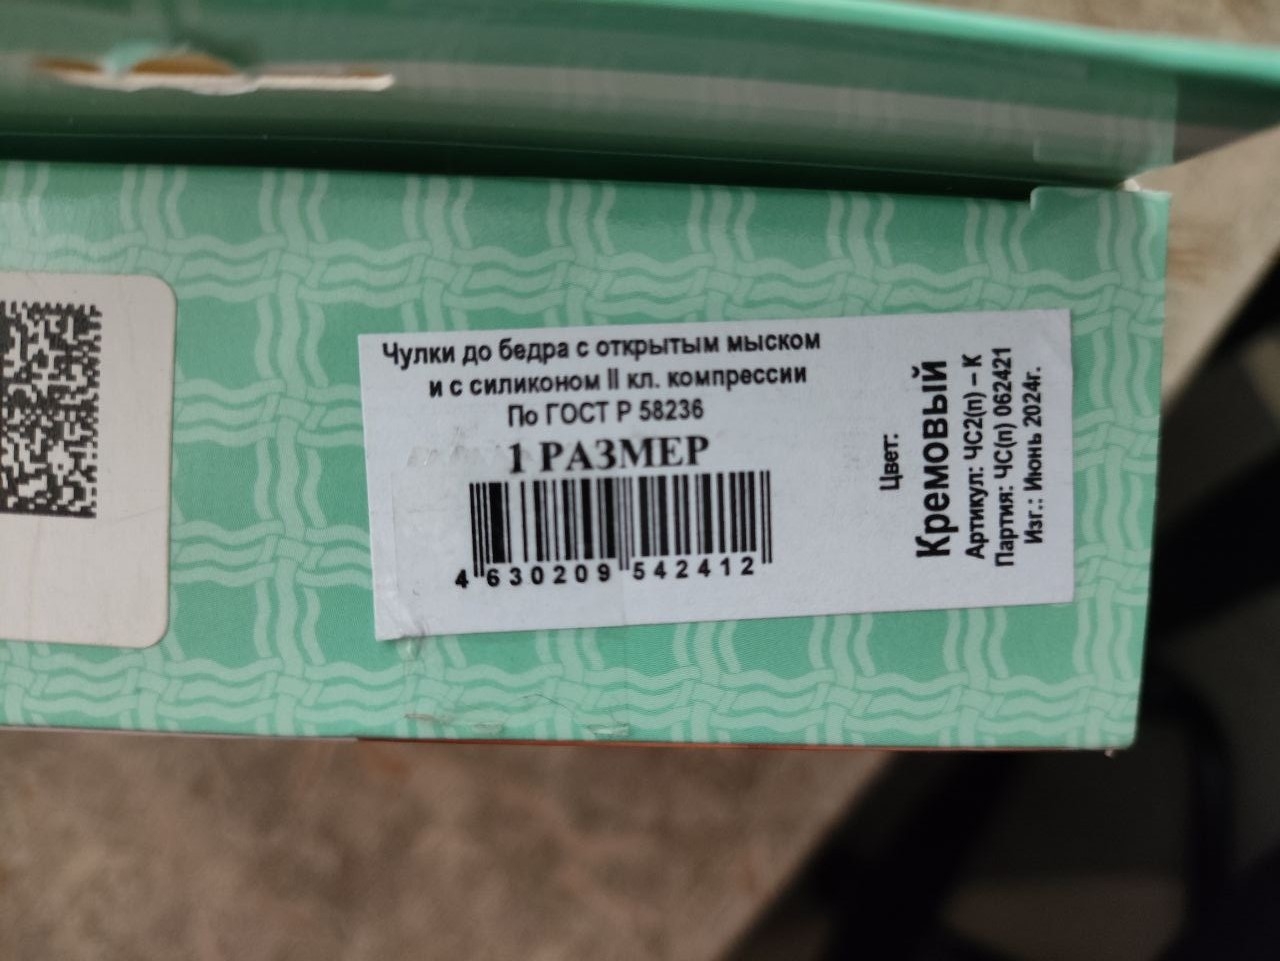 Чулки до бедра с открытым мыском
и с силиконом II кл. компрессии
По ГОСТ Р 58236
1 РАЗМЕР
4 630209 542412
Цвет:
Кремовый
Артикул: ЧС2(п) – К
Партия: ЧС(п) 062421
Изг.: Июнь 2024г.